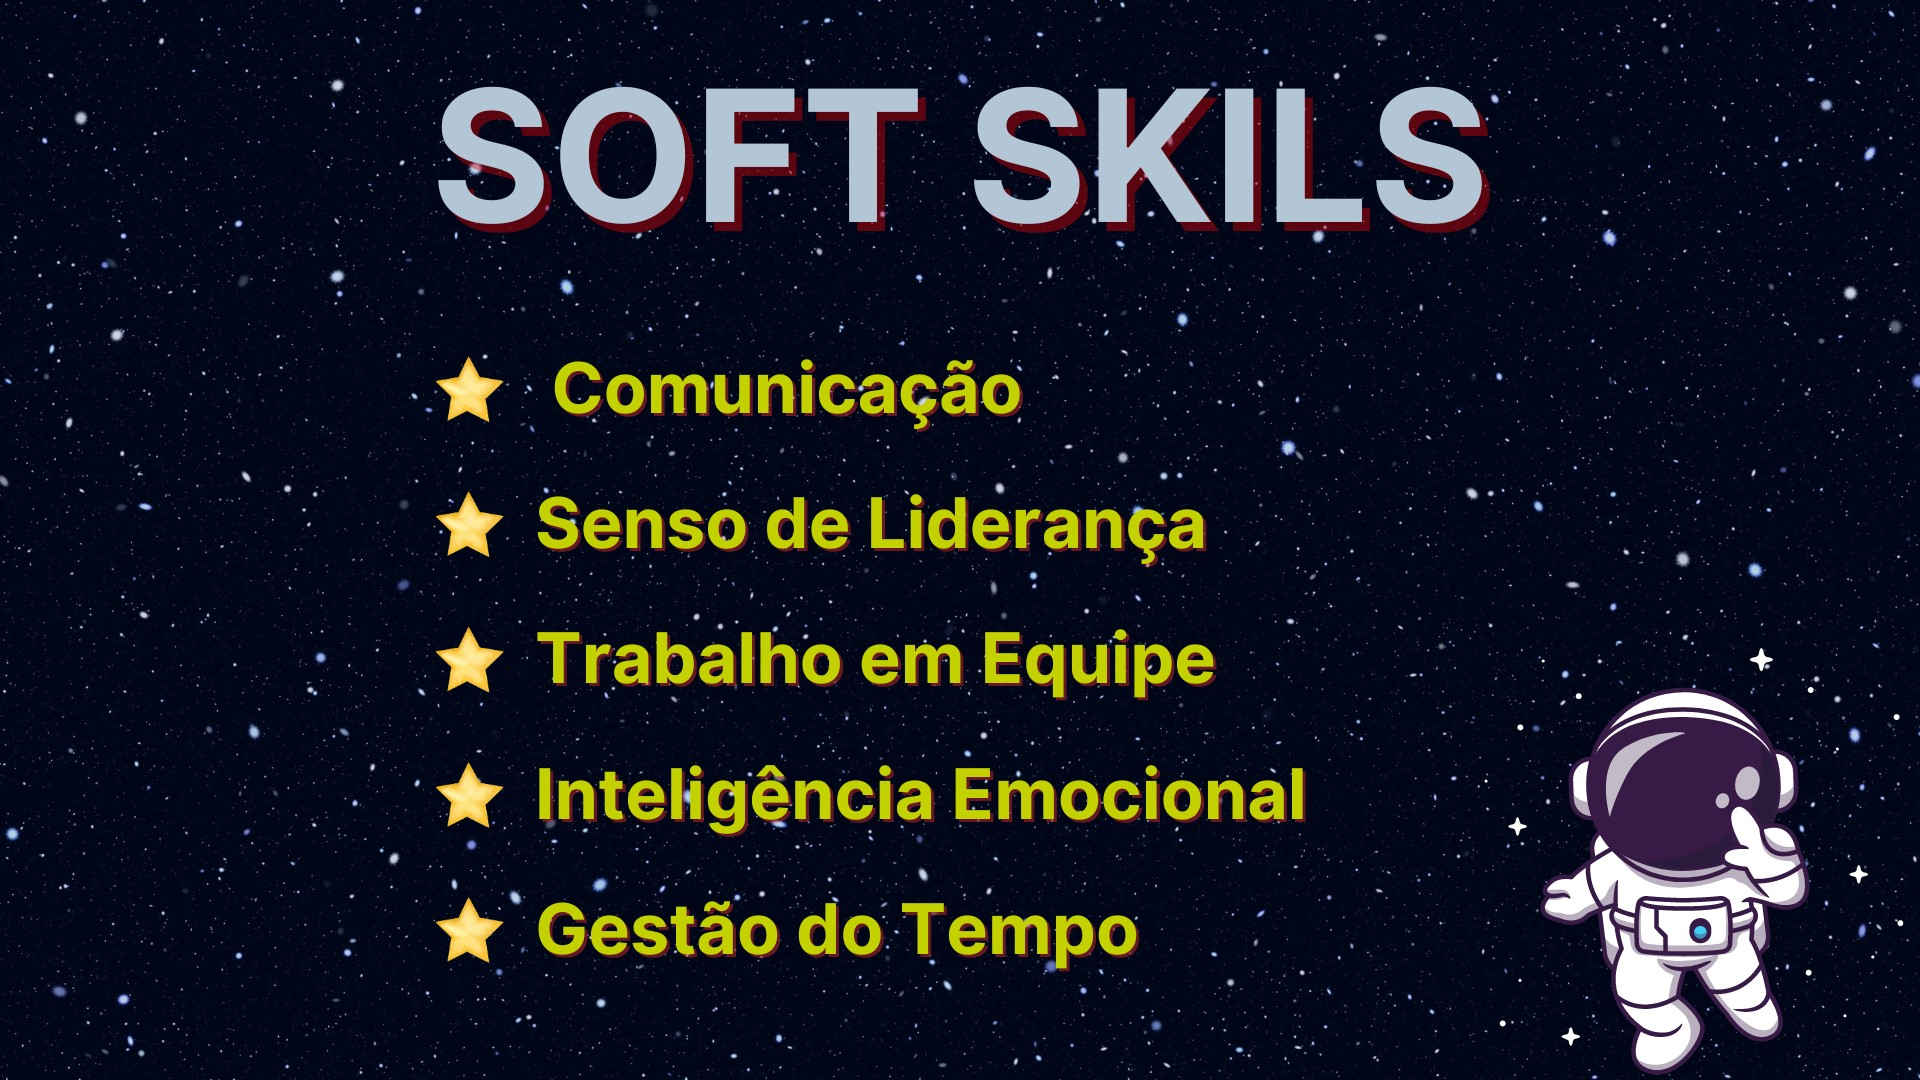 SOFT SKILS
Comunicação
Senso de Liderança
Trabalho em Equipe
Inteligência Emocional
Gestão do Tempo